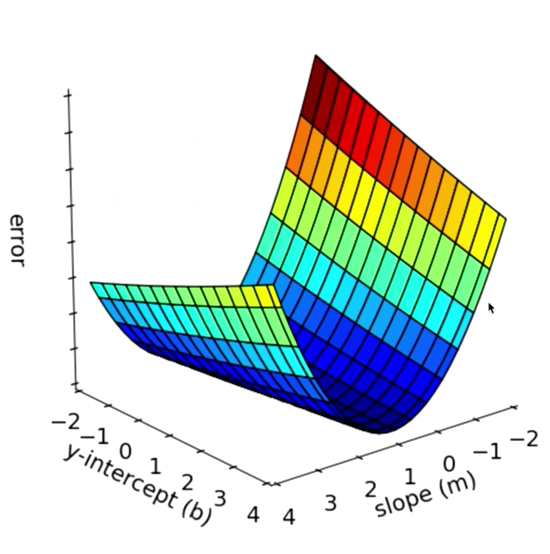 error
−2 −1 0 1 2 3 4
y-intercept (b)
4 3 2 1 0 −1 −2
slope (m)